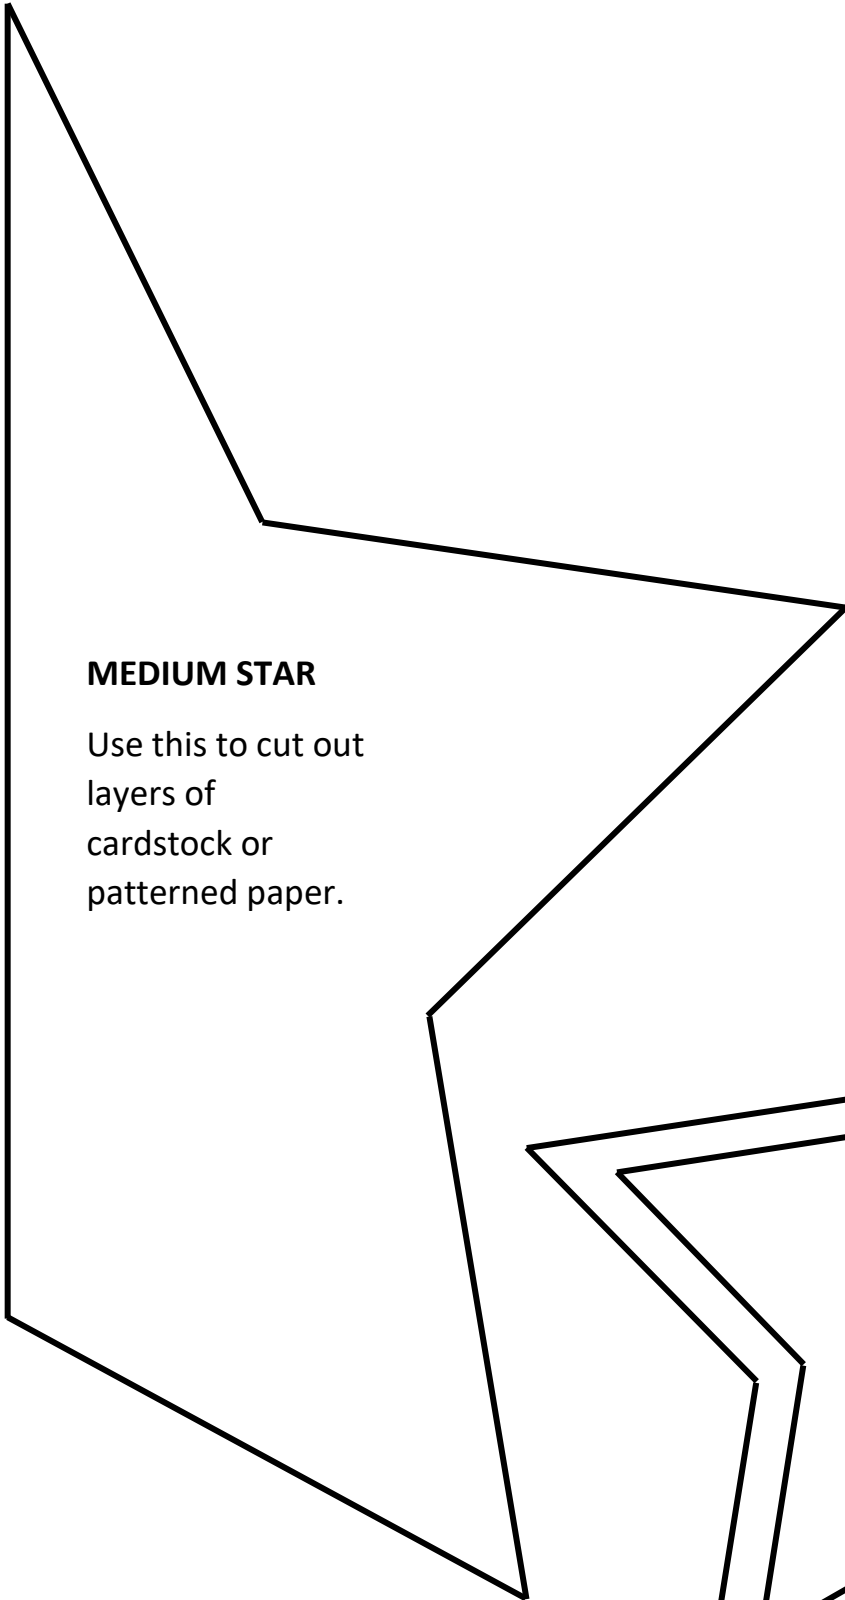 MEDIUM STAR
Use this to cut out
layers of
cardstock or
patterned paper.